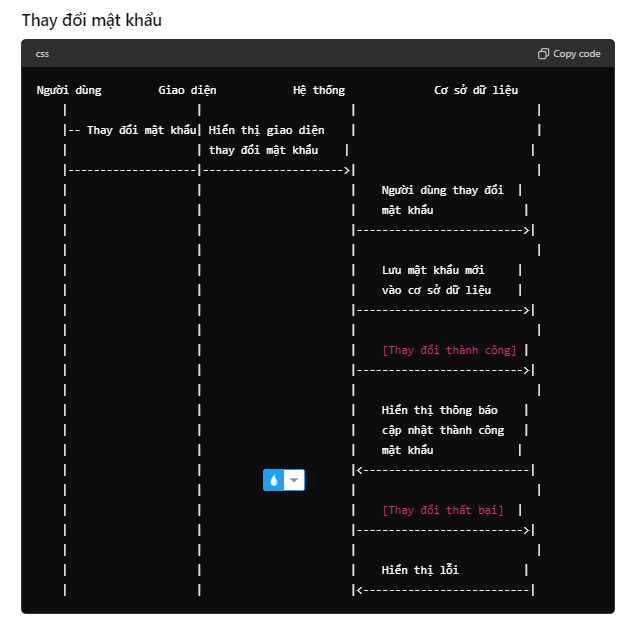 Thay đổi mật khẩu
css
Copy code
Người dùng Giao diện Hệ thống Cơ sở dữ liệu
| | | |
|-- Thay đổi mật khẩu| Hiển thị giao diện | |
| | thay đổi mật khẩu | |
|--------------------|---------------------->| |
| | | Người dùng thay đổi |
| | | mật khẩu |
| | |-------------------------->|
| | | |
| | | Lưu mật khẩu mới |
| | | vào cơ sở dữ liệu |
| | |-------------------------->|
| | | |
| | | [Thay đổi thành công] |
| | |-------------------------->|
| | | |
| | | Hiển thị thông báo |
| | | cập nhật thành công |
| | | mật khẩu |
| | |<--------------------------|
| | | |
| | | [Thay đổi thất bại] |
| | |-------------------------->|
| | | |
| | | Hiển thị lỗi |
| | |<--------------------------|